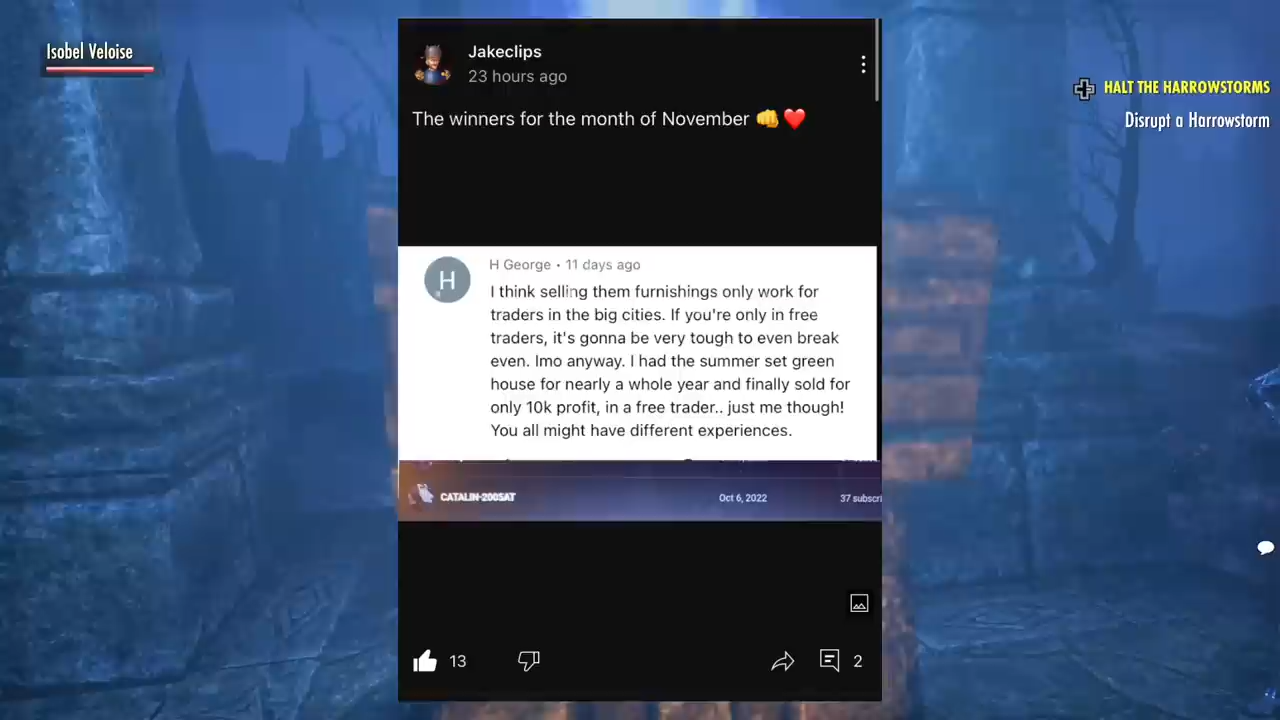 Isobel Veloise
HALT THE HARROWSTORMS
Disrupt a Harrowstorm
Jakeclips
23 hours ago
The winners for the month of November 👊❤️
H
H George • 11 days ago
I think selling them furnishings only work for
traders in the big cities. If you're only in free
traders, it's gonna be very tough to even break
even. Imo anyway. I had the summer set green
house for nearly a whole year and finally sold for
only 10k profit, in a free trader.. just me though!
You all might have different experiences.
CATALIN-200SAT Oct 6, 2022 37 subscri
13 2